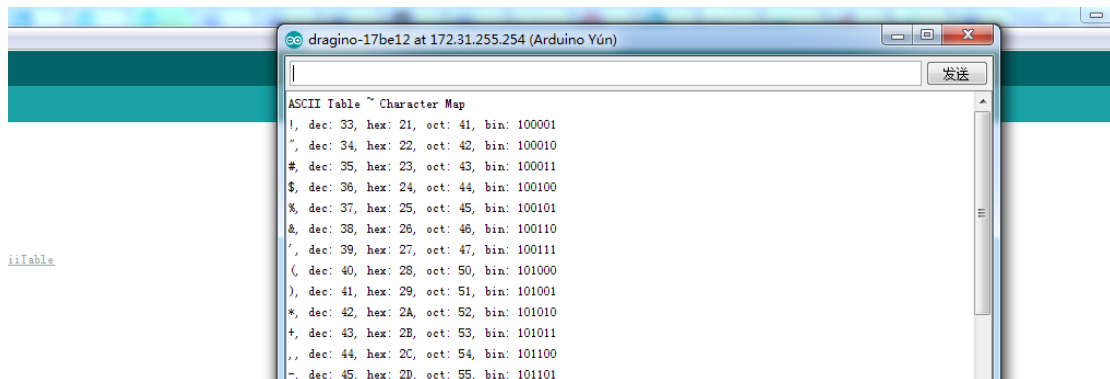 dragino-17be12 at 172.31.255.254 (Arduino Yún)
发送
ASCII Table ~ Character Map
!, dec: 33, hex: 21, oct: 41, bin: 100001
", dec: 34, hex: 22, oct: 42, bin: 100010
#, dec: 35, hex: 23, oct: 43, bin: 100011
$, dec: 36, hex: 24, oct: 44, bin: 100100
%, dec: 37, hex: 25, oct: 45, bin: 100101
&, dec: 38, hex: 26, oct: 46, bin: 100110
', dec: 39, hex: 27, oct: 47, bin: 100111
iiTable
(, dec: 40, hex: 28, oct: 50, bin: 101000
), dec: 41, hex: 29, oct: 51, bin: 101001
*, dec: 42, hex: 2A, oct: 52, bin: 101010
+, dec: 43, hex: 2B, oct: 53, bin: 101011
,, dec: 44, hex: 2C, oct: 54, bin: 101100
-, dec: 45, hex: 2D, oct: 55, bin: 101101